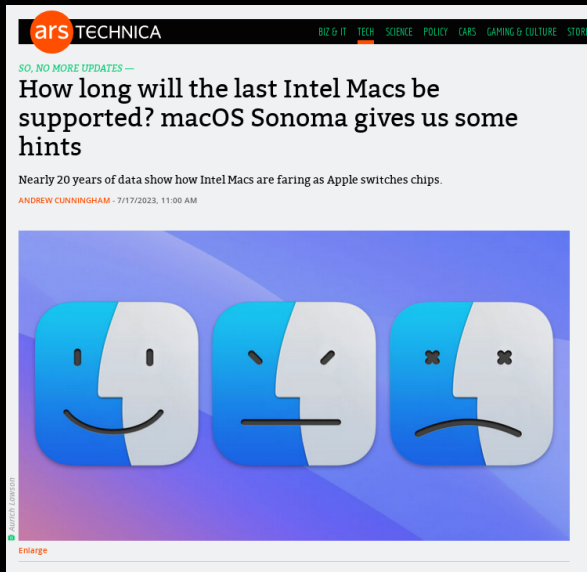 ars TECHNICA
BIZ & IT TECH SCIENCE POLICY CARS GAMING & CULTURE STORE
SO, NO MORE UPDATES —
How long will the last Intel Macs be
supported? macOS Sonoma gives us some
hints
Nearly 20 years of data show how Intel Macs are faring as Apple switches chips.
ANDREW CUNNINGHAM - 7/17/2023, 11:00 AM
Aurich Lawson
Enlarge